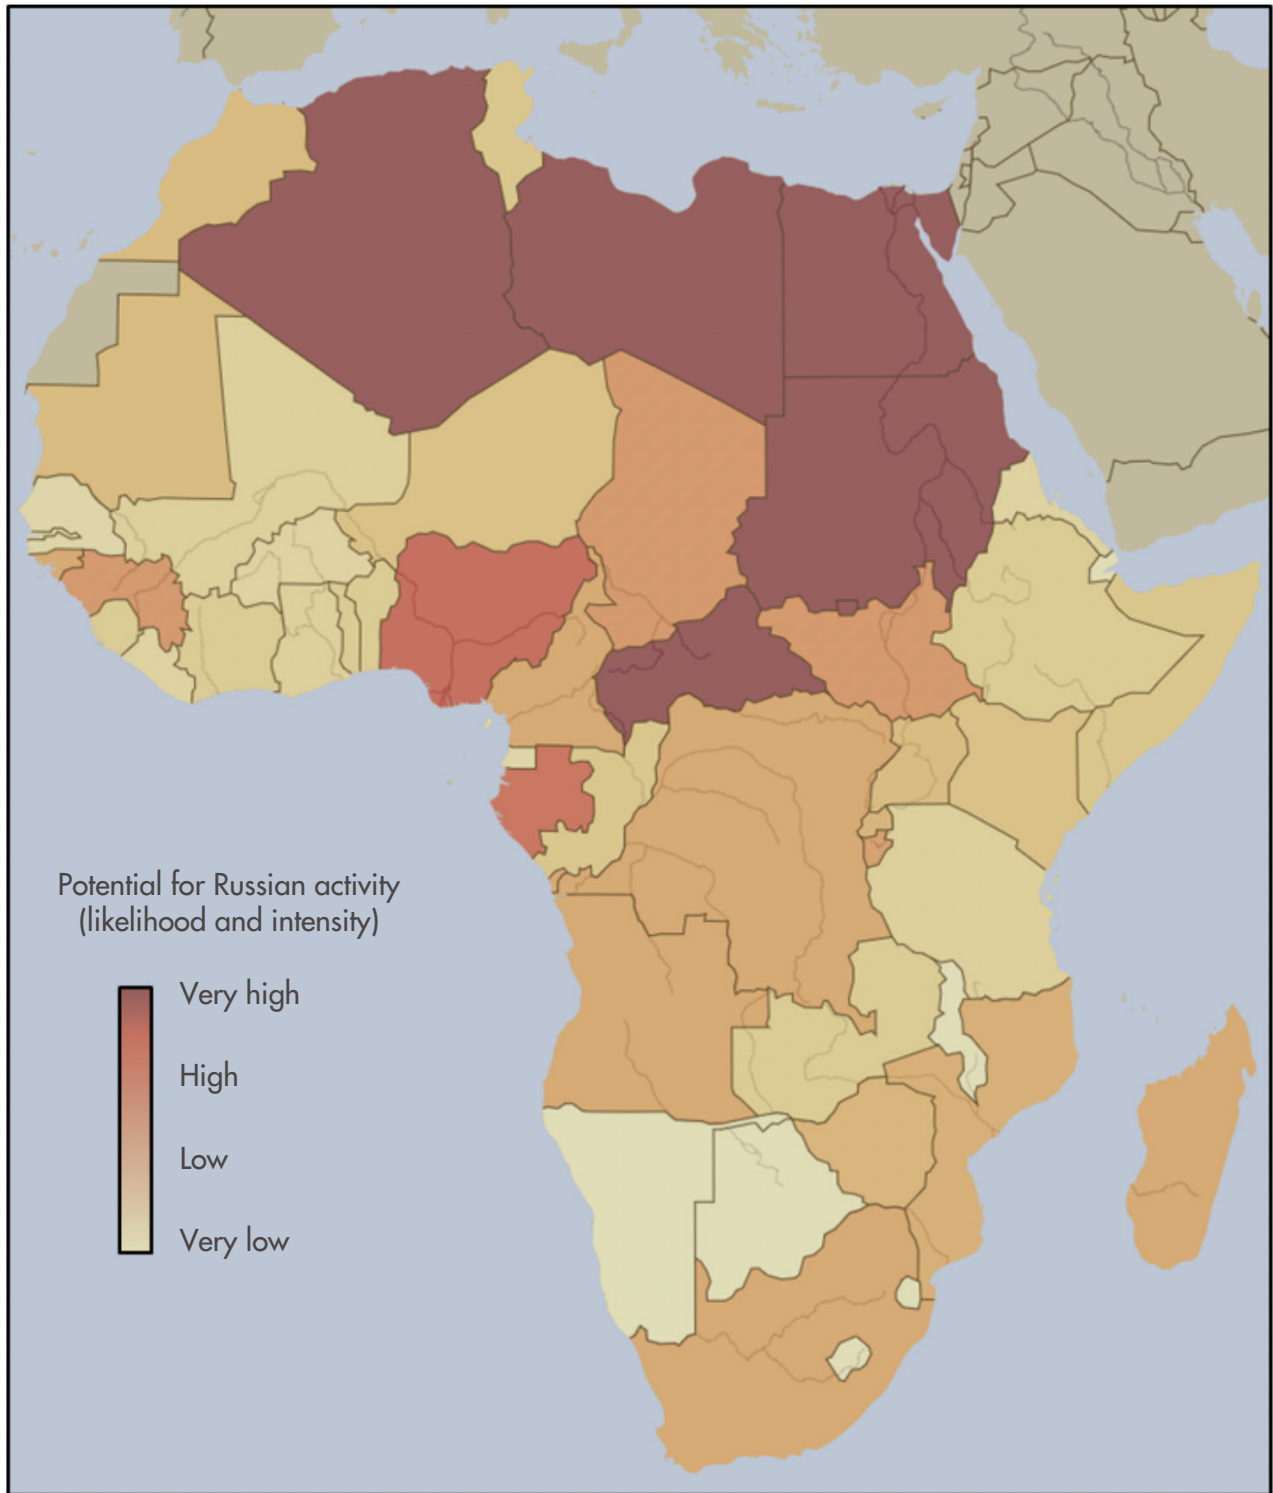 Potential for Russian activity
(likelihood and intensity)
Very high
High
Low
Very low